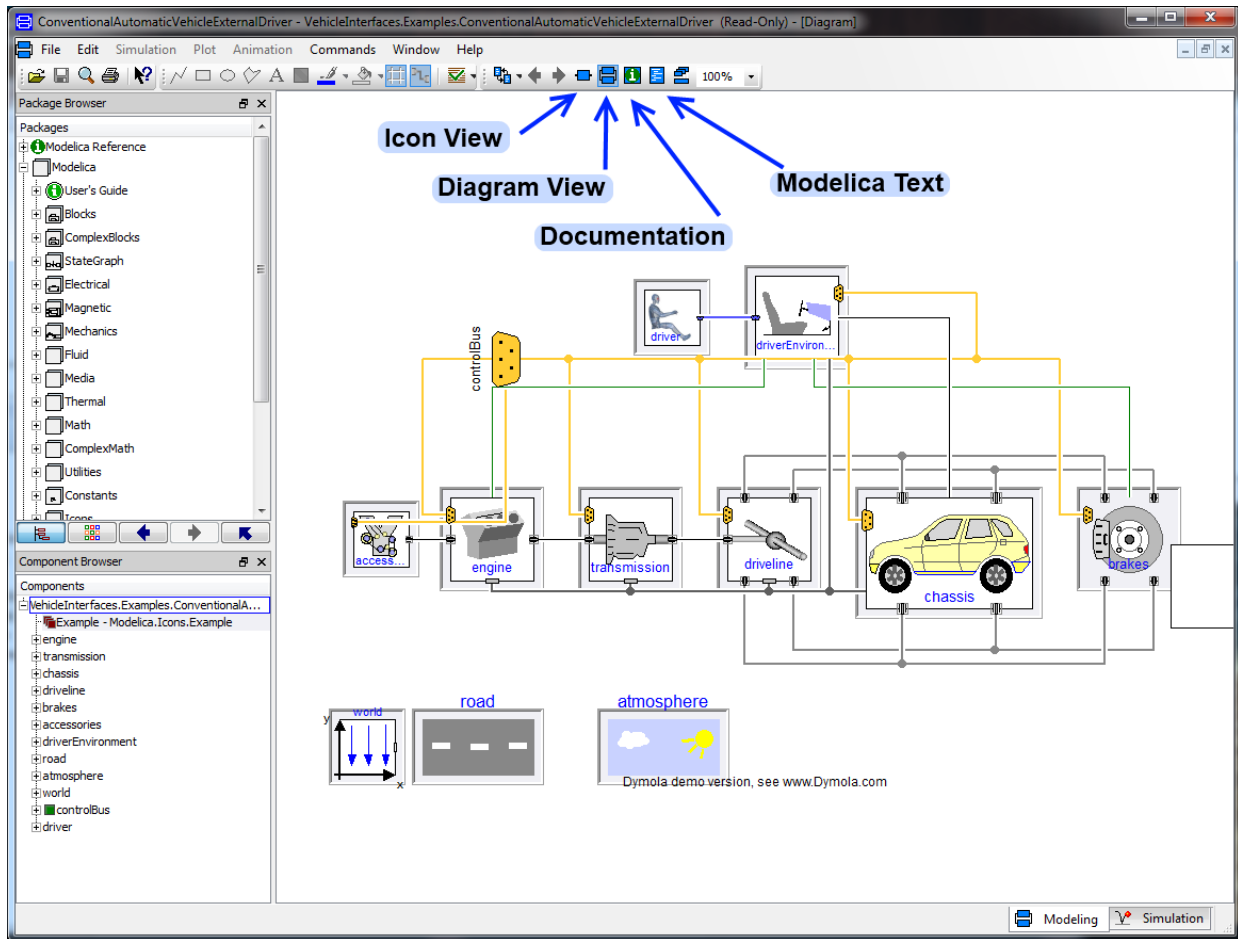 ConventionalAutomaticVehicleExternalDriver - VehicleInterfaces.Examples.ConventionalAutomaticVehicleExternalDriver (Read-Only) - [Diagram]
File Edit Simulation Plot Animation Commands Window Help
A 100%
Package Browser
Packages
Modelica Reference
Modelica
User's Guide
Blocks
ComplexBlocks
StateGraph
Electrical
Magnetic
Mechanics
Fluid
Media
Thermal
Math
ComplexMath
Utilities
Constants
Icons
Component Browser
Components
VehicleInterfaces.Examples.ConventionalA...
Example - Modelica.Icons.Example
engine
transmission
chassis
driveline
brakes
accessories
driverEnvironment
road
atmosphere
world
controlBus
driver
Icon View
Diagram View
Modelica Text
Documentation
driver
driverEnviron...
controlBus
access...
engine
transmission
driveline
chassis
brakes
world
y
x
road
atmosphere
Dymola demo version, see www.Dymola.com
Modeling Simulation